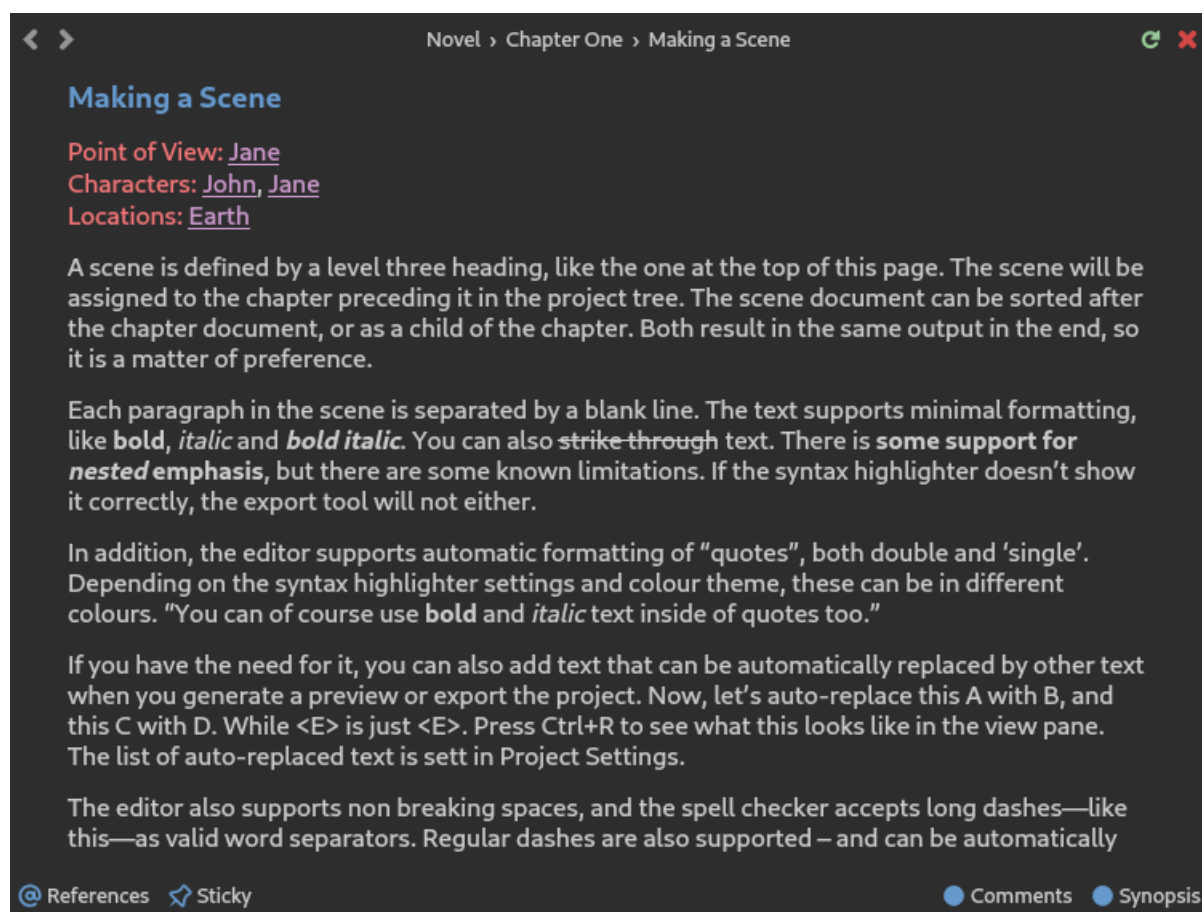 Novel › Chapter One › Making a Scene
Making a Scene
Point of View: Jane
Characters: John, Jane
Locations: Earth
A scene is defined by a level three heading, like the one at the top of this page. The scene will be
assigned to the chapter preceding it in the project tree. The scene document can be sorted after
the chapter document, or as a child of the chapter. Both result in the same output in the end, so
it is a matter of preference.
Each paragraph in the scene is separated by a blank line. The text supports minimal formatting,
like bold, italic and bold italic. You can also strike through text. There is some support for
nested emphasis, but there are some known limitations. If the syntax highlighter doesn’t show
it correctly, the export tool will not either.
In addition, the editor supports automatic formatting of “quotes”, both double and ‘single’.
Depending on the syntax highlighter settings and colour theme, these can be in different
colours. “You can of course use bold and italic text inside of quotes too.”
If you have the need for it, you can also add text that can be automatically replaced by other text
when you generate a preview or export the project. Now, let’s auto-replace this A with B, and
this C with D. While <E> is just <E>. Press Ctrl+R to see what this looks like in the view pane.
The list of auto-replaced text is sett in Project Settings.
The editor also supports non breaking spaces, and the spell checker accepts long dashes—like
this—as valid word separators. Regular dashes are also supported – and can be automatically
References Sticky Comments Synopsis